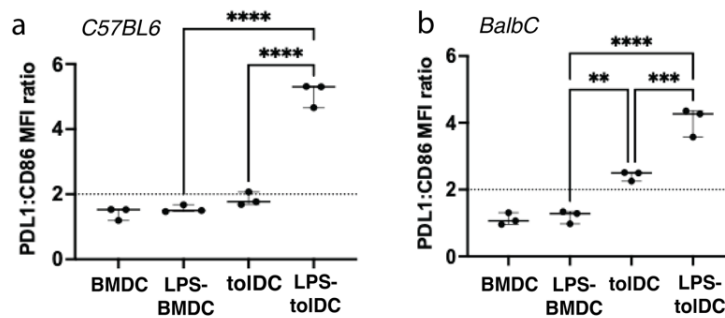 a
C57BL6
****
****
PDL1:CD86 MFI ratio
6
4
2
0
BMDC
LPS-
BMDC
tolDC
LPS-
tolDC
b
BalbC
****
**
***
PDL1:CD86 MFI ratio
6
4
2
0
BMDC
LPS-
BMDC
tolDC
LPS-
tolDC